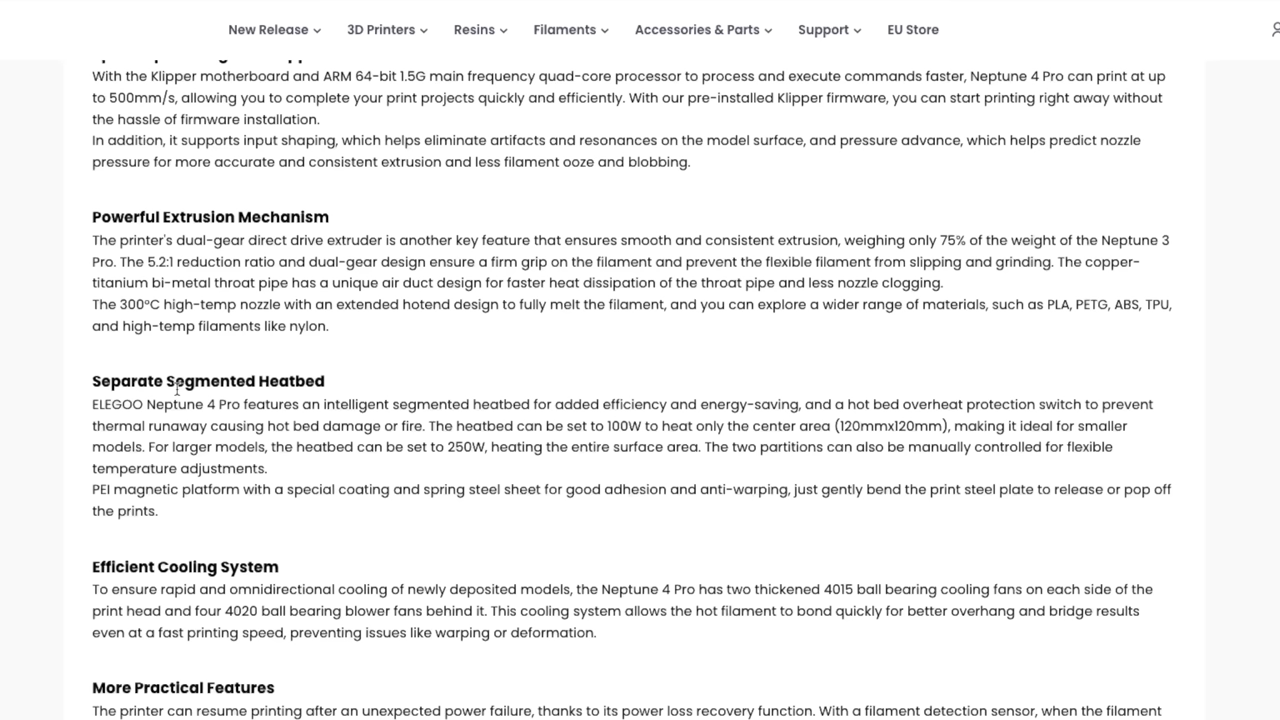 New Release 3D Printers Resins Filaments Accessories & Parts Support EU Store
With the Klipper motherboard and ARM 64-bit 1.5G main frequency quad-core processor to process and execute commands faster, Neptune 4 Pro can print at up
to 500mm/s, allowing you to complete your print projects quickly and efficiently. With our pre-installed Klipper firmware, you can start printing right away without
the hassle of firmware installation.
In addition, it supports input shaping, which helps eliminate artifacts and resonances on the model surface, and pressure advance, which helps predict nozzle
pressure for more accurate and consistent extrusion and less filament ooze and blobbing.
Powerful Extrusion Mechanism
The printer's dual-gear direct drive extruder is another key feature that ensures smooth and consistent extrusion, weighing only 75% of the weight of the Neptune 3
Pro. The 5.2:1 reduction ratio and dual-gear design ensure a firm grip on the filament and prevent the flexible filament from slipping and grinding. The copper-
titanium bi-metal throat pipe has a unique air duct design for faster heat dissipation of the throat pipe and less nozzle clogging.
The 300°C high-temp nozzle with an extended hotend design to fully melt the filament, and you can explore a wider range of materials, such as PLA, PETG, ABS, TPU,
and high-temp filaments like nylon.
Separate Segmented Heatbed
ELEGOO Neptune 4 Pro features an intelligent segmented heatbed for added efficiency and energy-saving, and a hot bed overheat protection switch to prevent
thermal runaway causing hot bed damage or fire. The heatbed can be set to 100W to heat only the center area (120mmx120mm), making it ideal for smaller
models. For larger models, the heatbed can be set to 250W, heating the entire surface area. The two partitions can also be manually controlled for flexible
temperature adjustments.
PEI magnetic platform with a special coating and spring steel sheet for good adhesion and anti-warping, just gently bend the print steel plate to release or pop off
the prints.
Efficient Cooling System
To ensure rapid and omnidirectional cooling of newly deposited models, the Neptune 4 Pro has two thickened 4015 ball bearing cooling fans on each side of the
print head and four 4020 ball bearing blower fans behind it. This cooling system allows the hot filament to bond quickly for better overhang and bridge results
even at a fast printing speed, preventing issues like warping or deformation.
More Practical Features
The printer can resume printing after an unexpected power failure, thanks to its power loss recovery function. With a filament detection sensor, when the filament